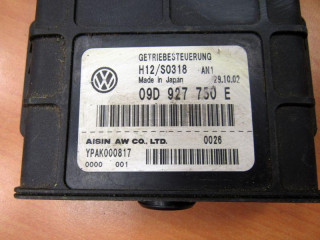 GETRIEBESTEUERUNG
H12/S0318 AN1
Made in Japan 29.10.02
09D 927 750 E
AISIN AW CO. LTD. 0026
YPAK000817
0000 001